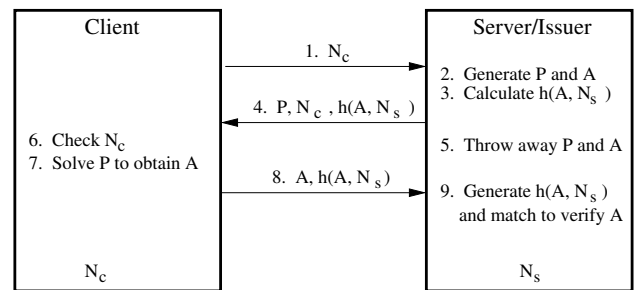 Client
Server/Issuer
1. N_c
2. Generate P and A
3. Calculate h(A, N_s )
4. P, N_c , h(A, N_s )
5. Throw away P and A
6. Check N_c
7. Solve P to obtain A
8. A, h(A, N_s )
9. Generate h(A, N_s )
and match to verify A
N_c
N_s